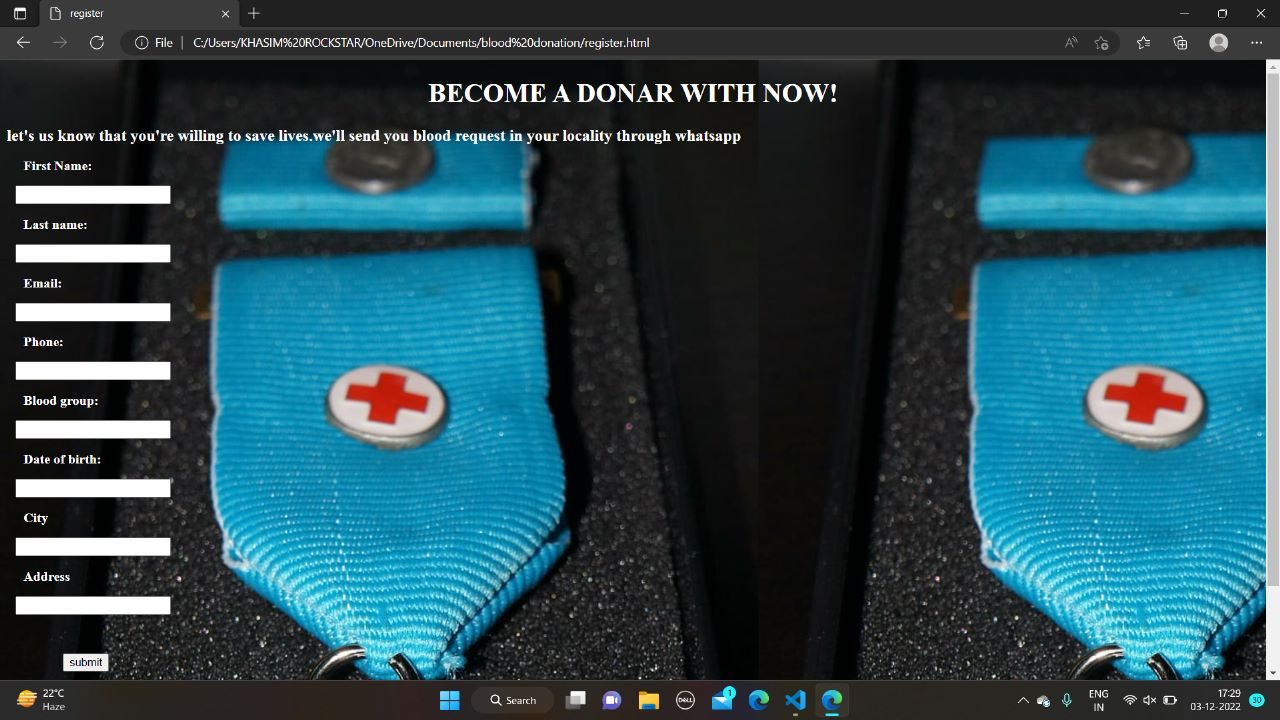 register
File
C:/Users/KHASIM%20ROCKSTAR/OneDrive/Documents/blood%20donation/register.html
BECOME A DONAR WITH NOW!
let's us know that you're willing to save lives.we'll send you blood request in your locality through whatsapp
First Name:
Last name:
Email:
Phone:
Blood group:
Date of birth:
City
Address
submit
22°C
Haze
Search
DELL
1
ENG
IN
17:29
03-12-2022
30